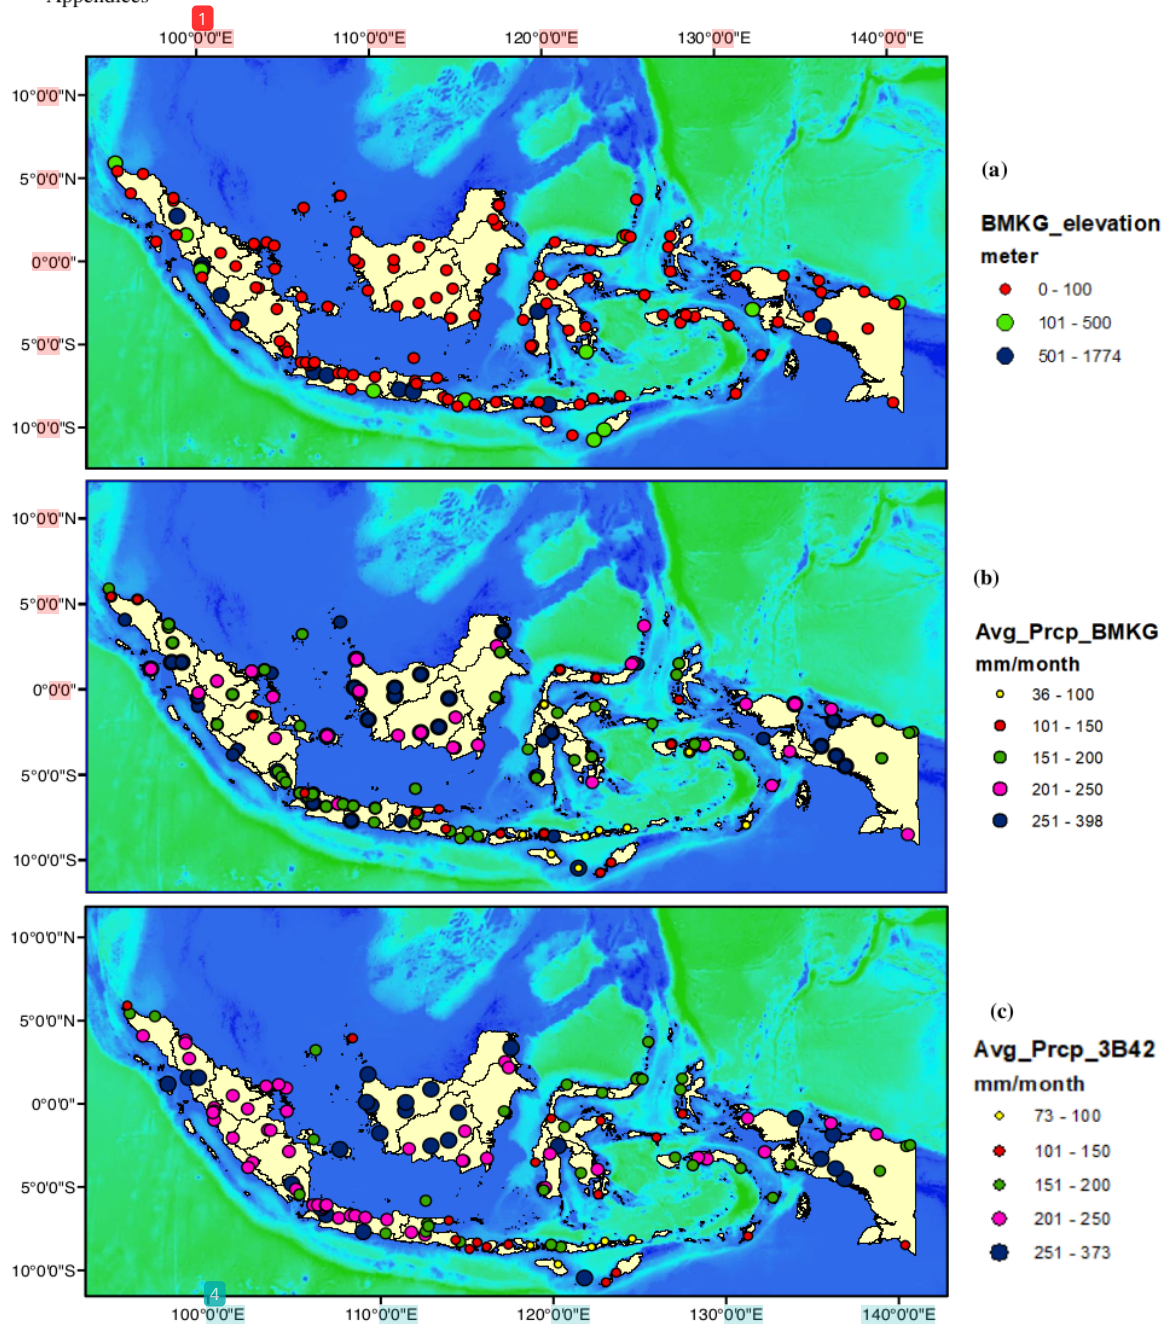 Appendices
1
100°0'0"E 110°0'0"E 120°0'0"E 130°0'0"E 140°0'0"E
10°0'0"N
5°0'0"N
0°0'0"
5°0'0"S
10°0'0"S
(a)
BMKG_elevation
meter
0 - 100
101 - 500
501 - 1774
10°0'0"N
5°0'0"N
0°0'0"
5°0'0"S
10°0'0"S
(b)
Avg_Prcp_BMKG
mm/month
36 - 100
101 - 150
151 - 200
201 - 250
251 - 398
10°0'0"N
5°0'0"N
0°0'0"
5°0'0"S
10°0'0"S
(c)
Avg_Prcp_3B42
mm/month
73 - 100
101 - 150
151 - 200
201 - 250
251 - 373
4
100°0'0"E 110°0'0"E 120°0'0"E 130°0'0"E 140°0'0"E